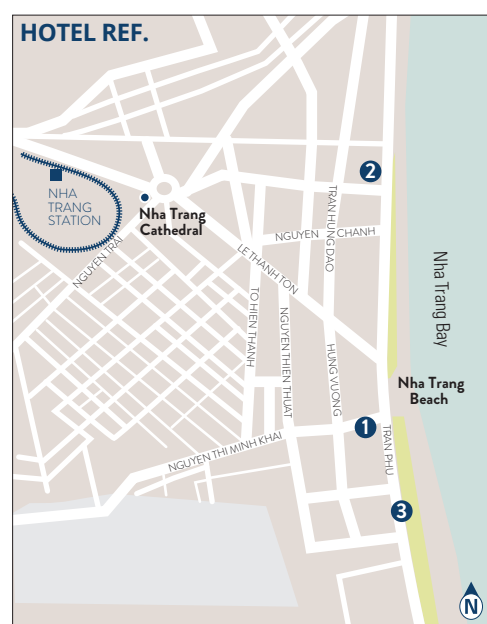 HOTEL REF.
2
NHA
TRANG
STATION
Nha Trang
Cathedral
TRAN HUNG DAO
NGUYEN CHANH
NGUYEN TRAI
LE THANH TON
Nha Trang Bay
TO HIEN THANH
NGUYEN THIEN THUAT
HUNG VUONG
Nha Trang
Beach
1
TRAN PHU
NGUYEN THI MINH KHAI
3
N